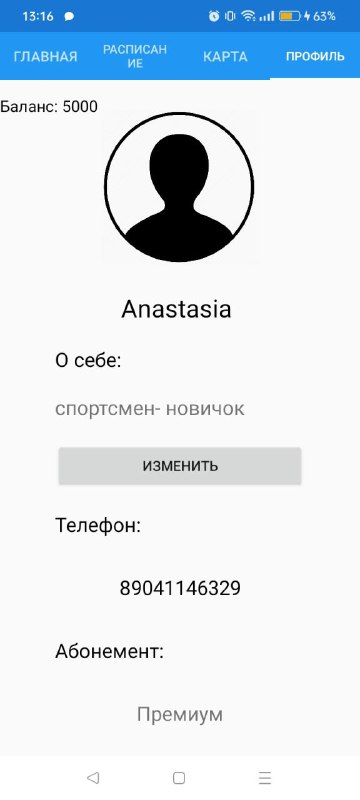 13:16 63%
ГЛАВНАЯ РАСПИСАН КАРТА ПРОФИЛЬ
ИЕ
Баланс: 5000
Anastasia
О себе:
спортсмен- новичок
ИЗМЕНИТЬ
Телефон:
89041146329
Абонемент:
Премиум